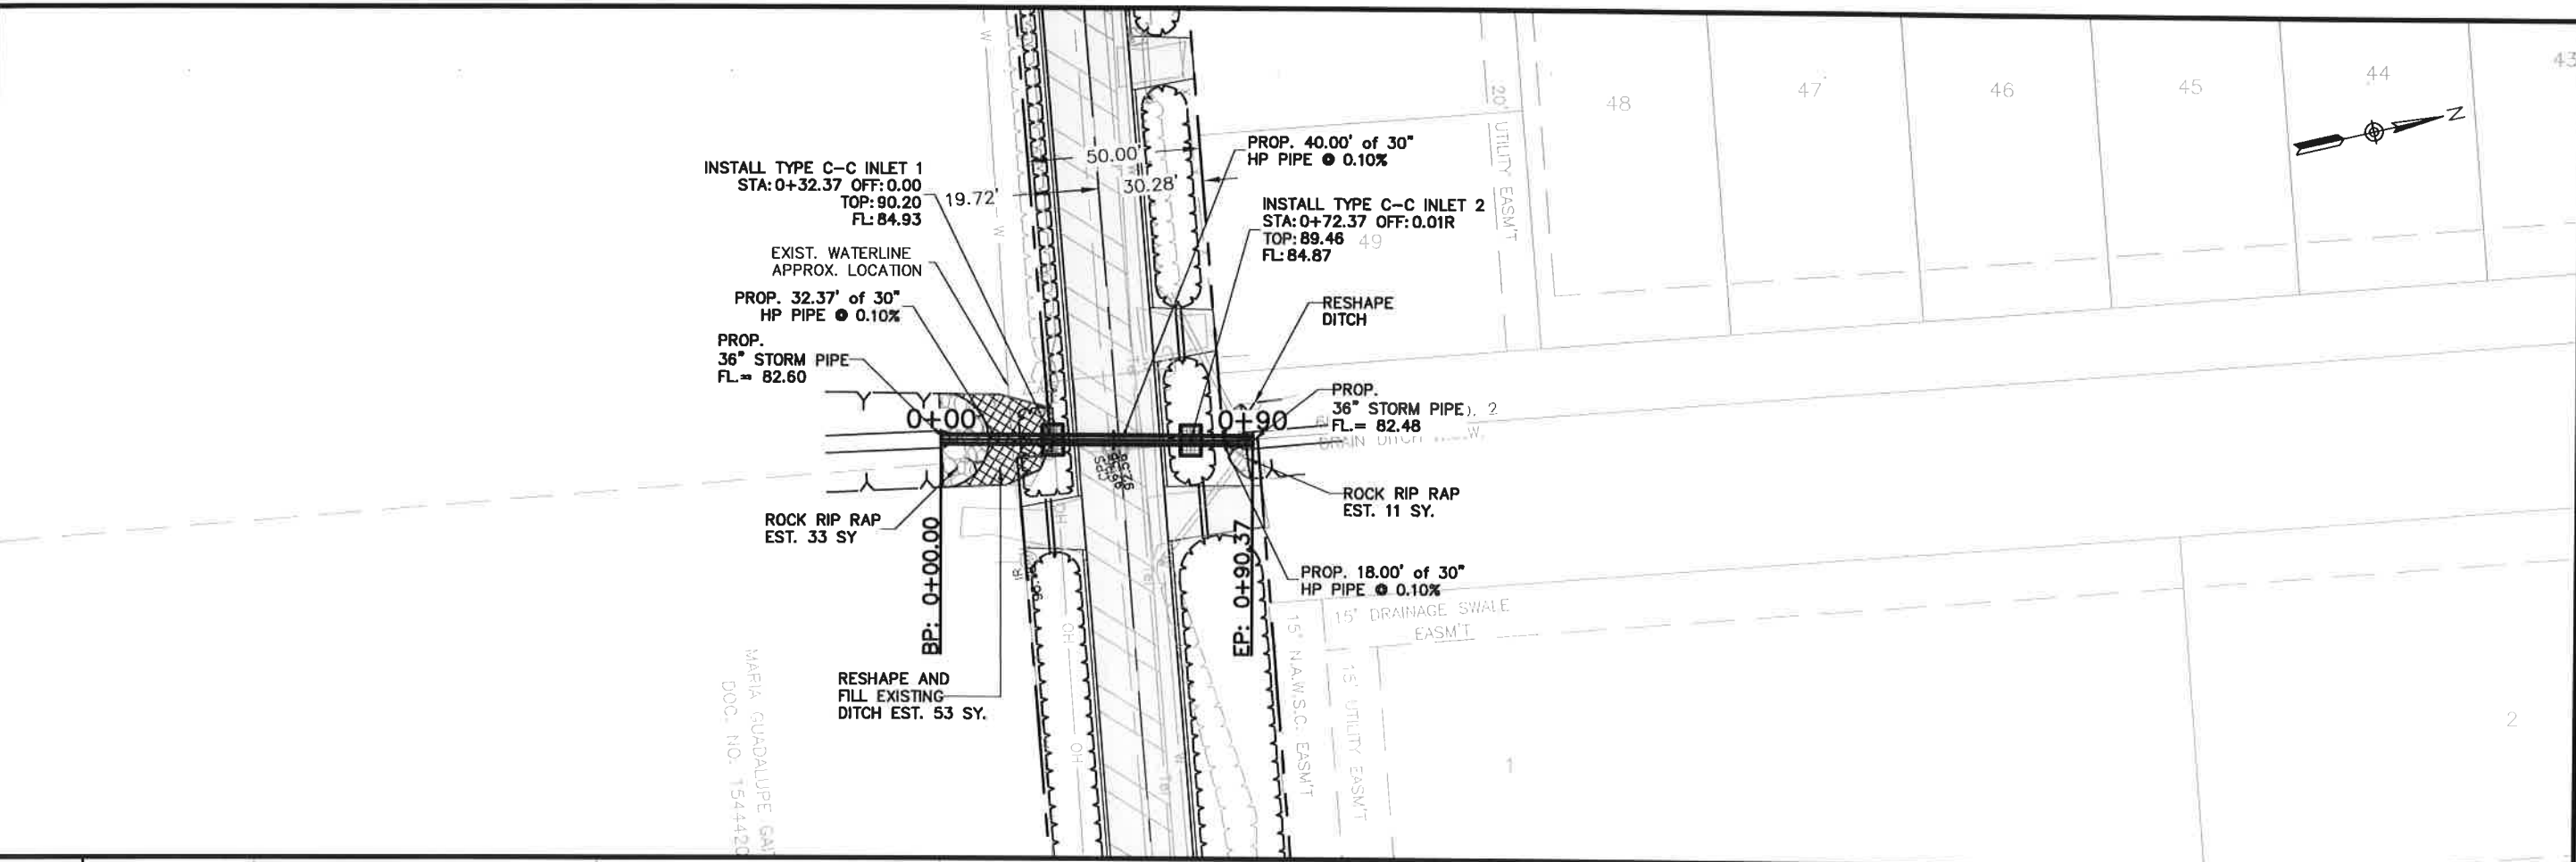 INSTALL TYPE C-C INLET 1
STA: 0+32.37 OFF: 0.00
TOP: 90.20
FL: 84.93
EXIST. WATERLINE
APPROX. LOCATION
PROP. 32.37' of 30"
HP PIPE @ 0.10%
PROP.
36" STORM PIPE
FL.= 82.60
0+00
ROCK RIP RAP
EST. 33 SY
BP: 0+00.00
RESHAPE AND
FILL EXISTING
DITCH EST. 53 SY.
MARIA GUADALUPE
DOC. NO. 1544420
W
W
50.00'
19.72'
30.28'
PROP. 40.00' of 30"
HP PIPE @ 0.10%
INSTALL TYPE C-C INLET 2
STA: 0+72.37 OFF: 0.01R
TOP: 89.46
FL: 84.87
49
RESHAPE
DITCH
PROP.
36" STORM PIPE ), 2
FL.= 82.48
0+90
DRAIN DITCH
ROCK RIP RAP
EST. 11 SY.
EP: 0+90.37
PROP. 18.00' of 30"
HP PIPE @ 0.10%
15' DRAINAGE SWALE
EASM'T
15' N.A.W.S.C. EASM'T
15' UTILITY EASM'T
20' UTILITY EASM'T
OH
OH
OH
48
47
46
45
44
43
N
1
2